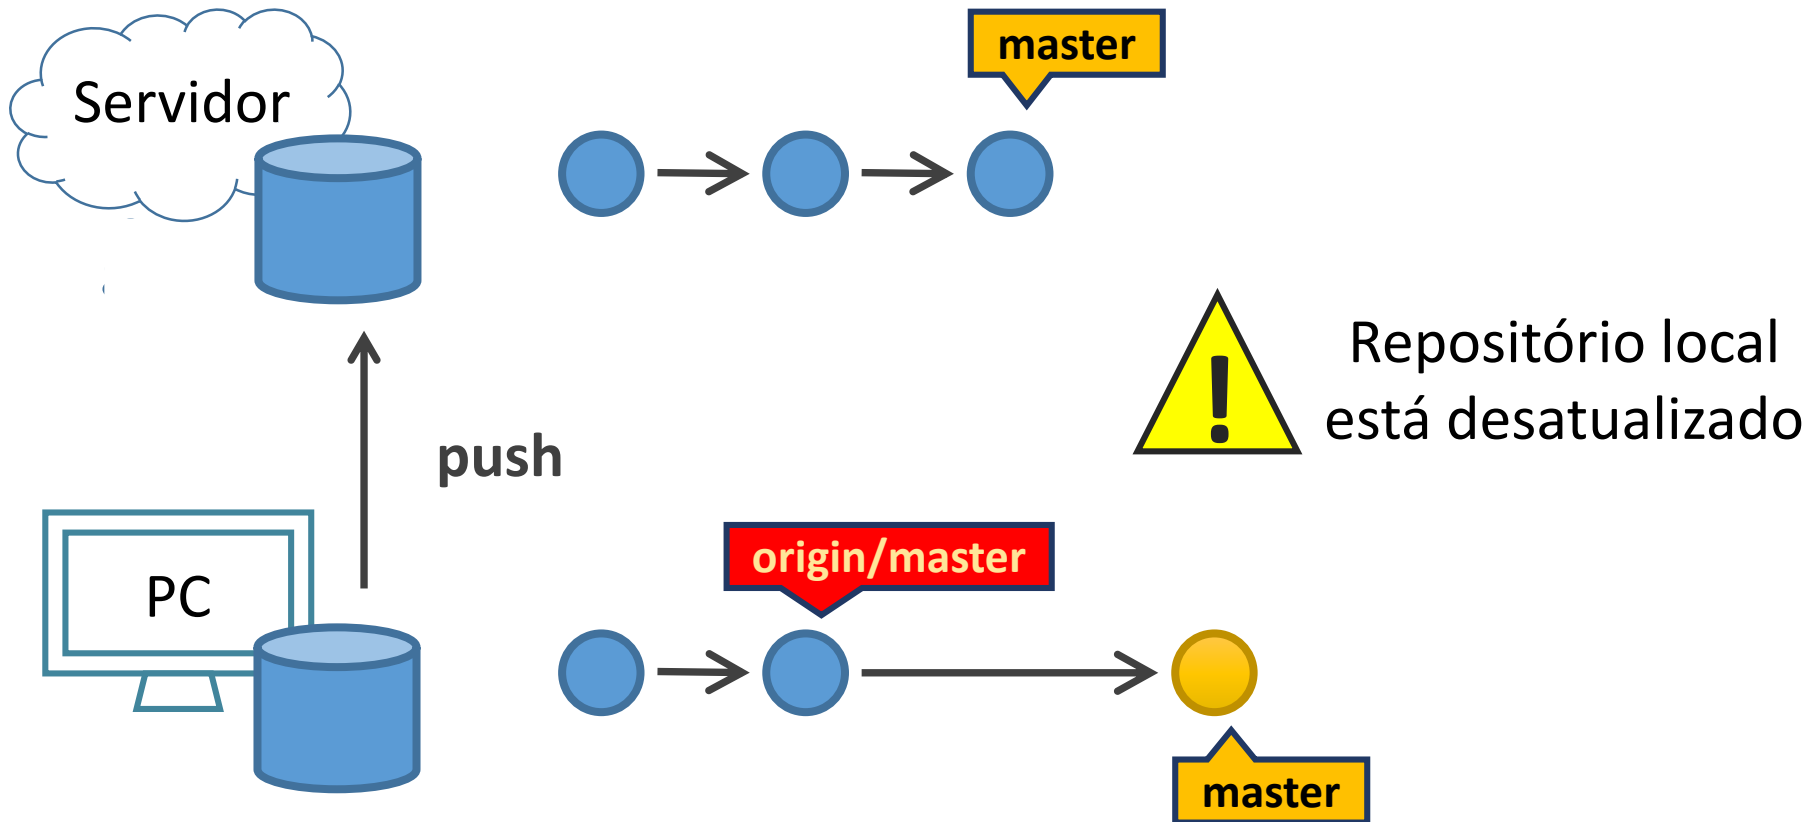 master
Servidor
!
Repositório local
está desatualizado
push
origin/master
PC
master